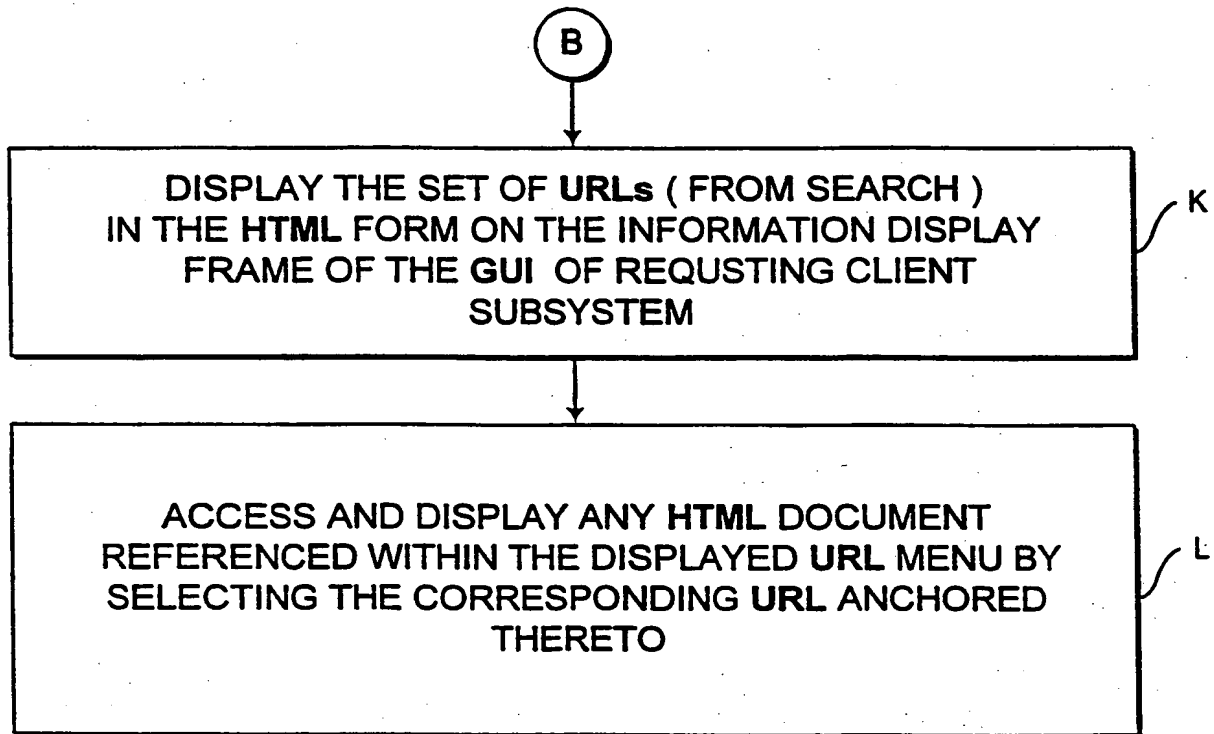 B
DISPLAY THE SET OF URLs ( FROM SEARCH )
IN THE HTML FORM ON THE INFORMATION DISPLAY
FRAME OF THE GUI OF REQUSTING CLIENT
SUBSYSTEM
K
ACCESS AND DISPLAY ANY HTML DOCUMENT
REFERENCED WITHIN THE DISPLAYED URL MENU BY
SELECTING THE CORRESPONDING URL ANCHORED
THERETO
L